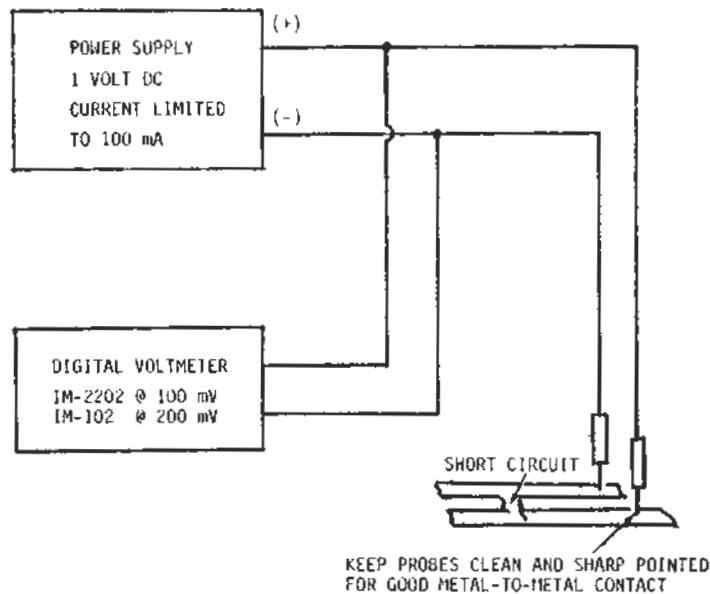 POWER SUPPLY
1 VOLT DC
CURRENT LIMITED
TO 100 mA
(+)
(-)
DIGITAL VOLTMETER
IM-2202 @ 100 mV
IM-102 @ 200 mV
SHORT CIRCUIT
KEEP PROBES CLEAN AND SHARP POINTED
FOR GOOD METAL-TO-METAL CONTACT